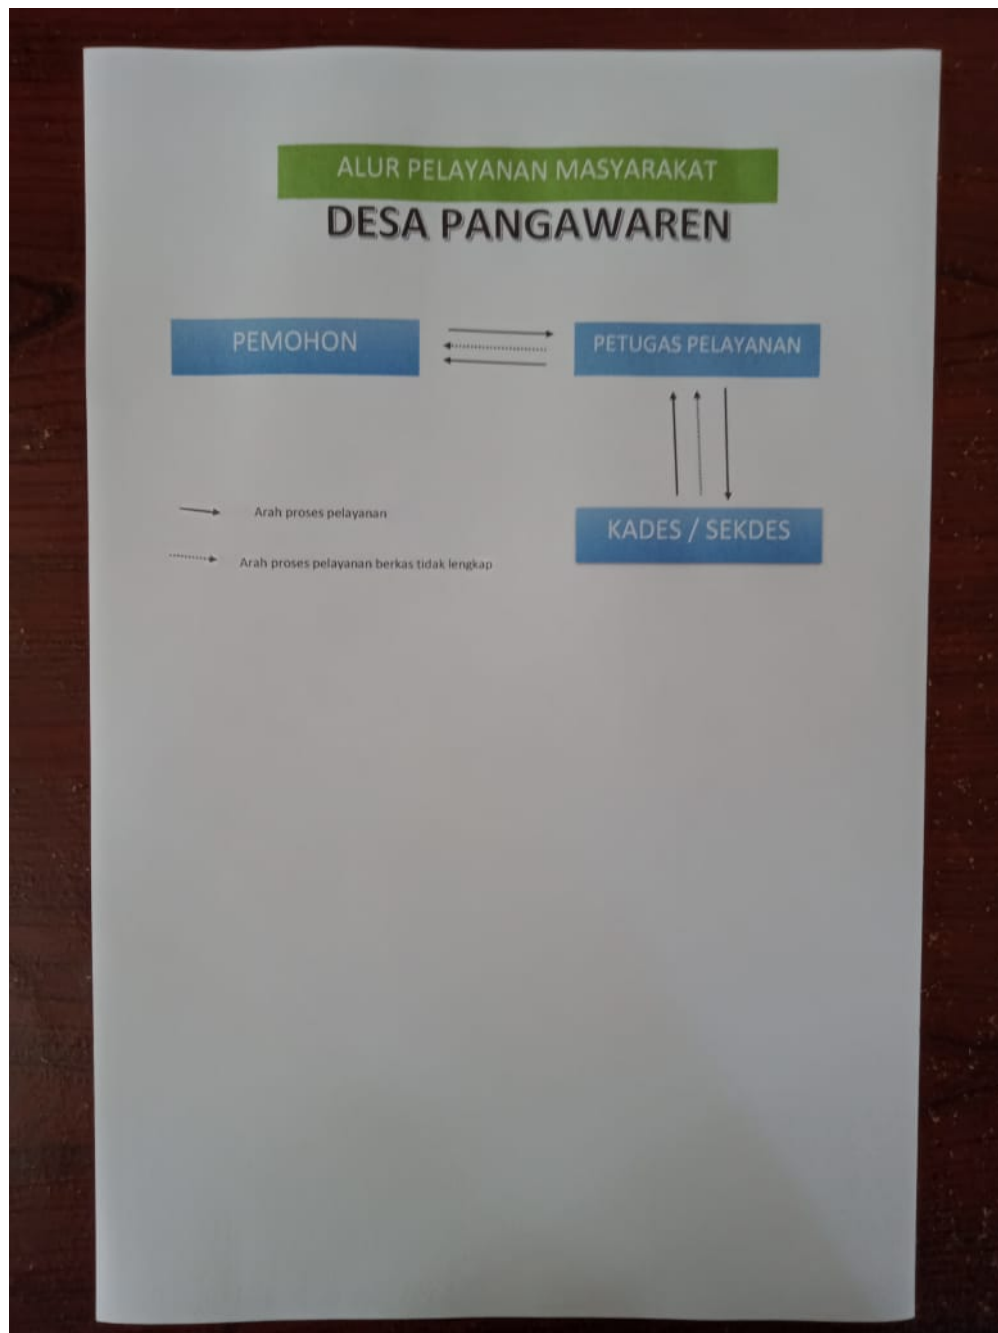 ALUR PELAYANAN MASYARAKAT
DESA PANGAWAREN
PEMOHON
PETUGAS PELAYANAN
KADES / SEKDES
Arah proses pelayanan
Arah proses pelayanan berkas tidak lengkap